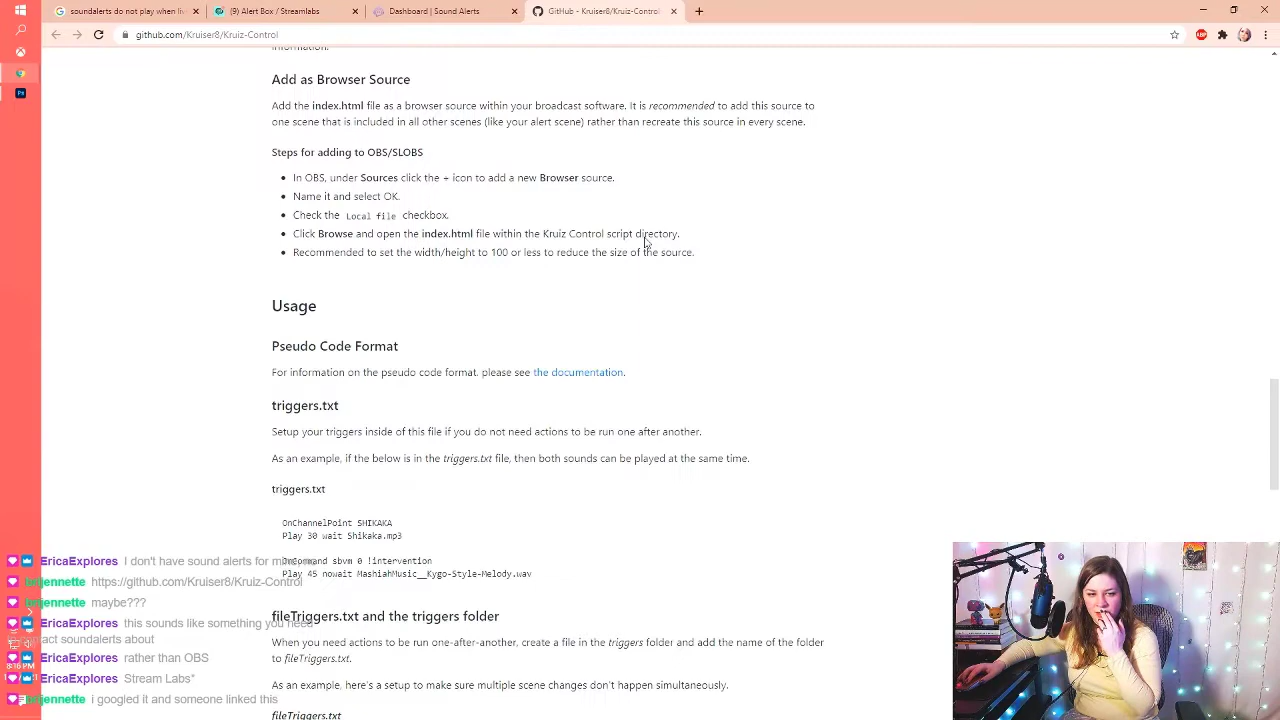 soundalerts do not play when live
(9) Alert Box / Streamlabs
Dashboard | Sound Alerts
GitHub - Kruiser8/Kruiz-Control:
github.com/Kruiser8/Kruiz-Control
information.
Add as Browser Source
Add the index.html file as a browser source within your broadcast software. It is recommended to add this source to
one scene that is included in all other scenes (like your alert scene) rather than recreate this source in every scene.
Steps for adding to OBS/SLOBS
In OBS, under Sources click the + icon to add a new Browser source.
Name it and select OK.
Check the Local file checkbox.
Click Browse and open the index.html file within the Kruiz Control script directory.
Recommended to set the width/height to 100 or less to reduce the size of the source.
Usage
Pseudo Code Format
For information on the pseudo code format, please see the documentation.
triggers.txt
Setup your triggers inside of this file if you do not need actions to be run one after another.
As an example, if the below is in the triggers.txt file, then both sounds can be played at the same time.
triggers.txt
OnChannelPoint SHIKAKA
Play 30 wait Shikaka.mp3
sbvm 0 !intervention
Play 45 nowait MashiahMusic__Kygo-Style-Melody.wav
fileTriggers.txt and the triggers folder
When you need actions to be run one-after-another, create a file in the triggers folder and add the name of the folder
to fileTriggers.txt.
As an example, here's a setup to make sure multiple scene changes don't happen simultaneously.
fileTriggers.txt
EricaExplores I don't have sound alerts for
jennette https://github.com/Kruiser8/Kruiz-Control
jennette maybe???
EricaExplores this sounds like something you need
contact soundalerts about
EricaExplores rather than OBS
EricaExplores Stream Labs*
jennette i googled it and someone linked this
8:16 PM